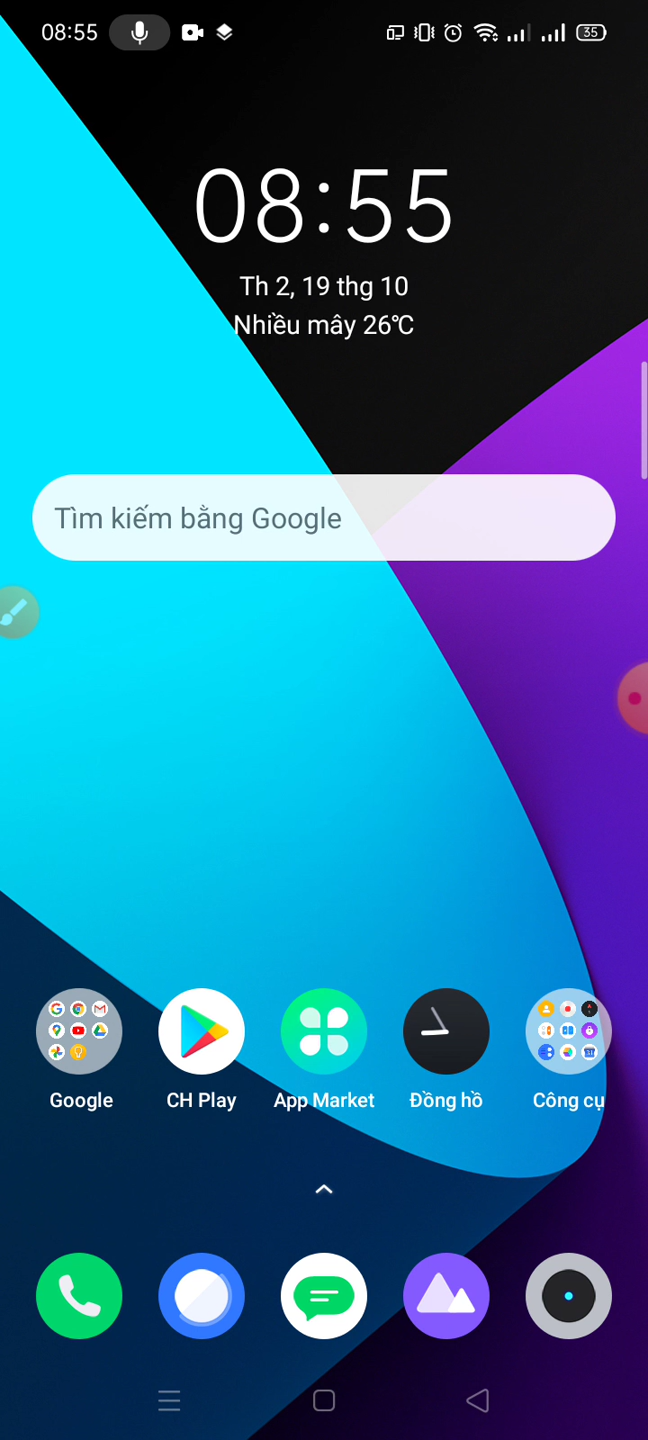 08:55
35
08:55
Th 2, 19 thg 10
Nhiều mây 26℃
Tìm kiếm bằng Google
Google
CH Play
App Market
Đồng hồ
Công cụ